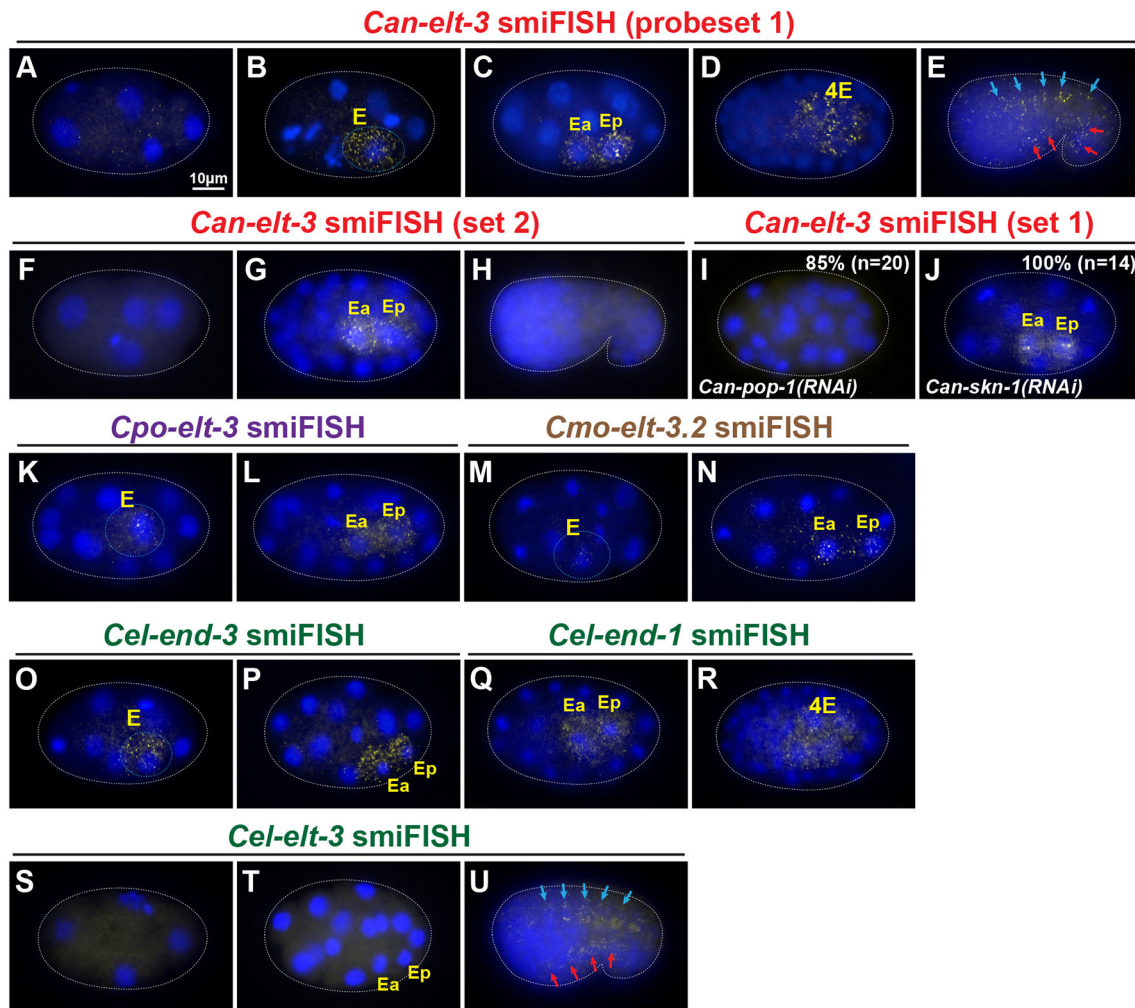 Can-elt-3 smiFISH (probeset 1)
A B C D E
E Ea Ep 4E
10µm
Can-elt-3 smiFISH (set 2) Can-elt-3 smiFISH (set 1)
F G H I 85% (n=20) J 100% (n=14)
Ea Ep Ea Ep
Can-pop-1(RNAi) Can-skn-1(RNAi)
Cpo-elt-3 smiFISH Cmo-elt-3.2 smiFISH
K L M N
E Ea Ep E Ea Ep
Cel-end-3 smiFISH Cel-end-1 smiFISH
O P Q R
E Ea Ep Ea Ep 4E
Cel-elt-3 smiFISH
S T U
Ea Ep